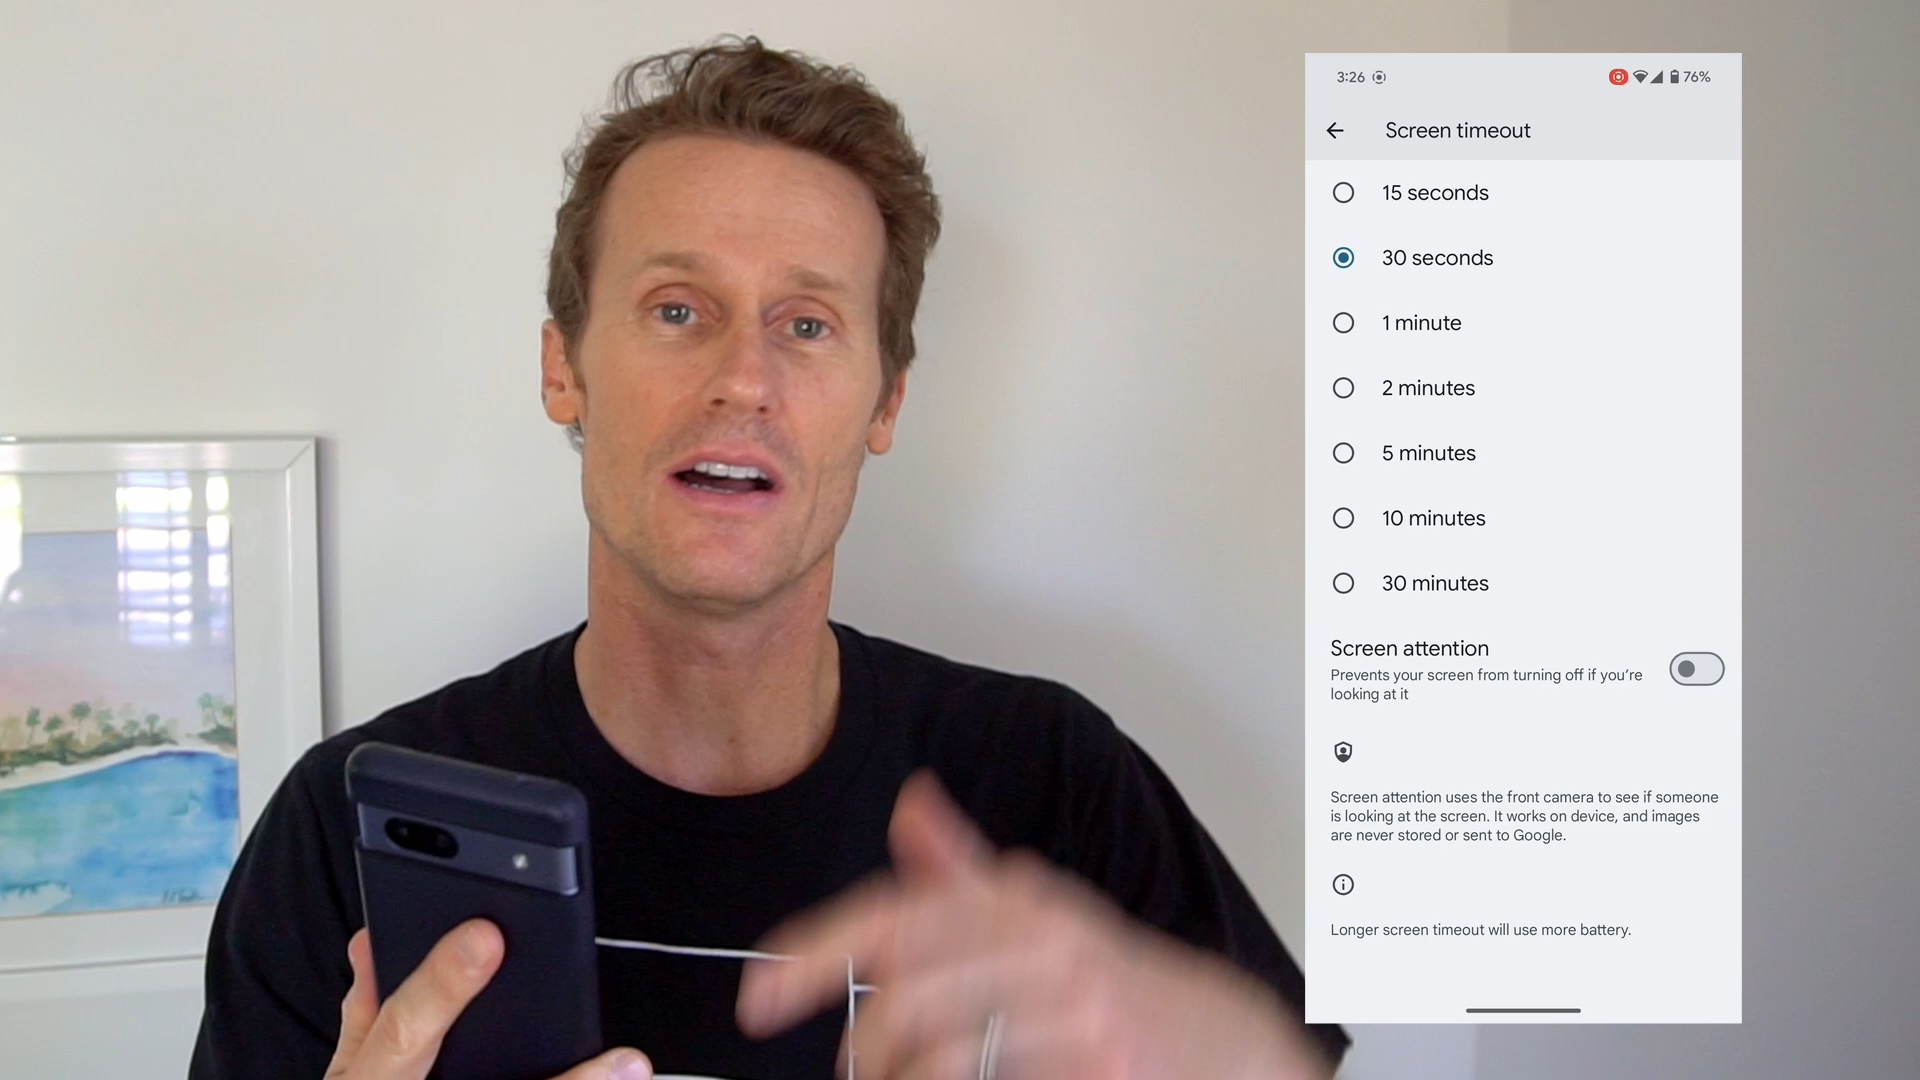 3:26
76%
Screen timeout
15 seconds
30 seconds
1 minute
2 minutes
5 minutes
10 minutes
30 minutes
Screen attention
Prevents your screen from turning off if you’re
looking at it
Screen attention uses the front camera to see if someone
is looking at the screen. It works on device, and images
are never stored or sent to Google.
Longer screen timeout will use more battery.